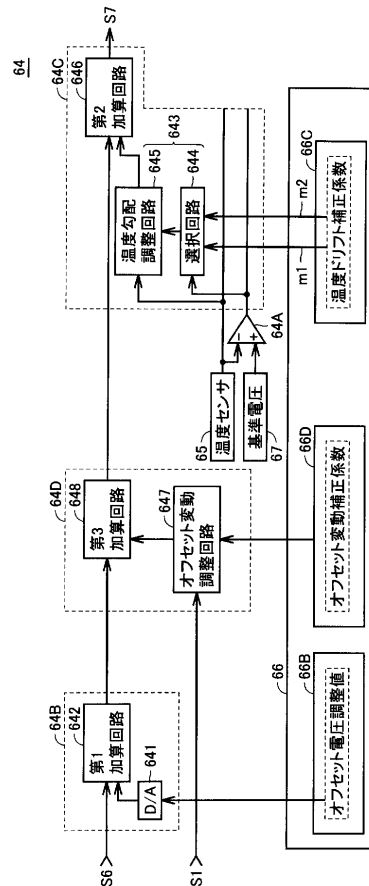 64
64B
642
第1
加算回路
D/A
641
S6
S1
64D
648
第3
加算回路
647
オフセット変動
調整回路
64C
646
第2
加算回路
S7
643
645
温度勾配
調整回路
644
選択回路
64A
-
+
温度センサ
65
基準電圧
67
m1
m2
66
66B
オフセット電圧調整値
66D
オフセット変動補正係数
66C
温度ドリフト補正係数